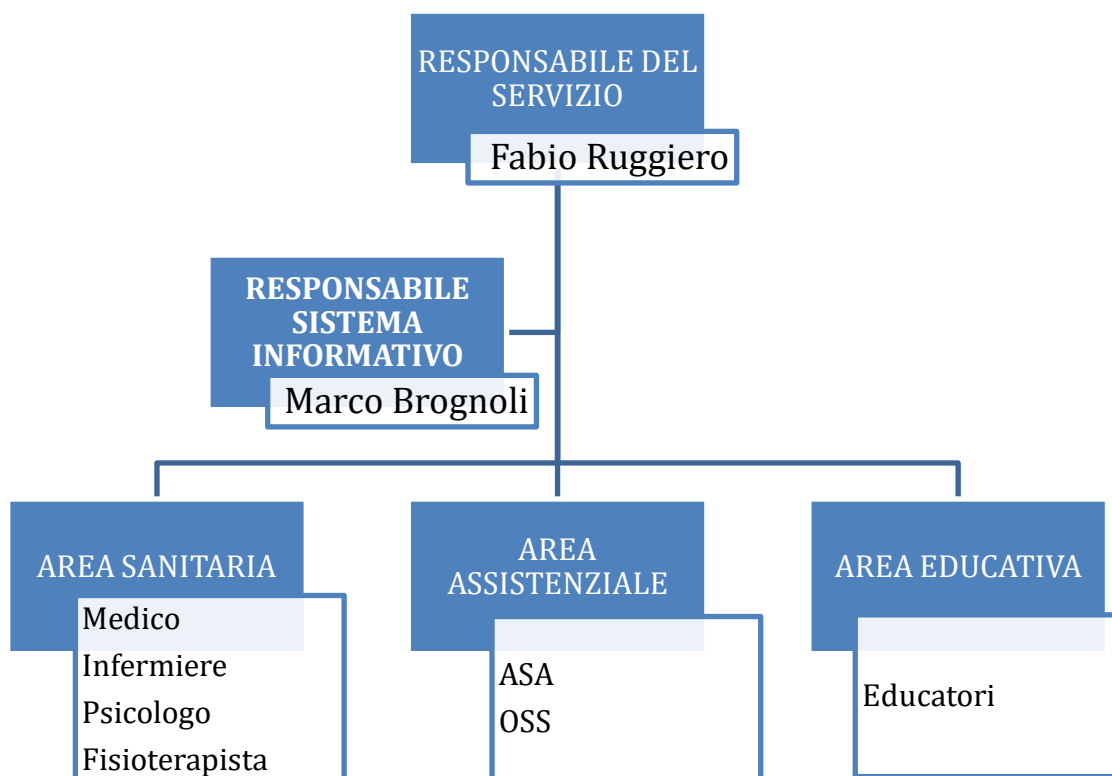 RESPONSABILE DEL
SERVIZIO
Fabio Ruggiero
RESPONSABILE
SISTEMA
INFORMATIVO
Marco Brognoli
AREA SANITARIA
Medico
Infermiere
Psicologo
Fisioterapista
AREA
ASSISTENZIALE
ASA
OSS
AREA EDUCATIVA
Educatori